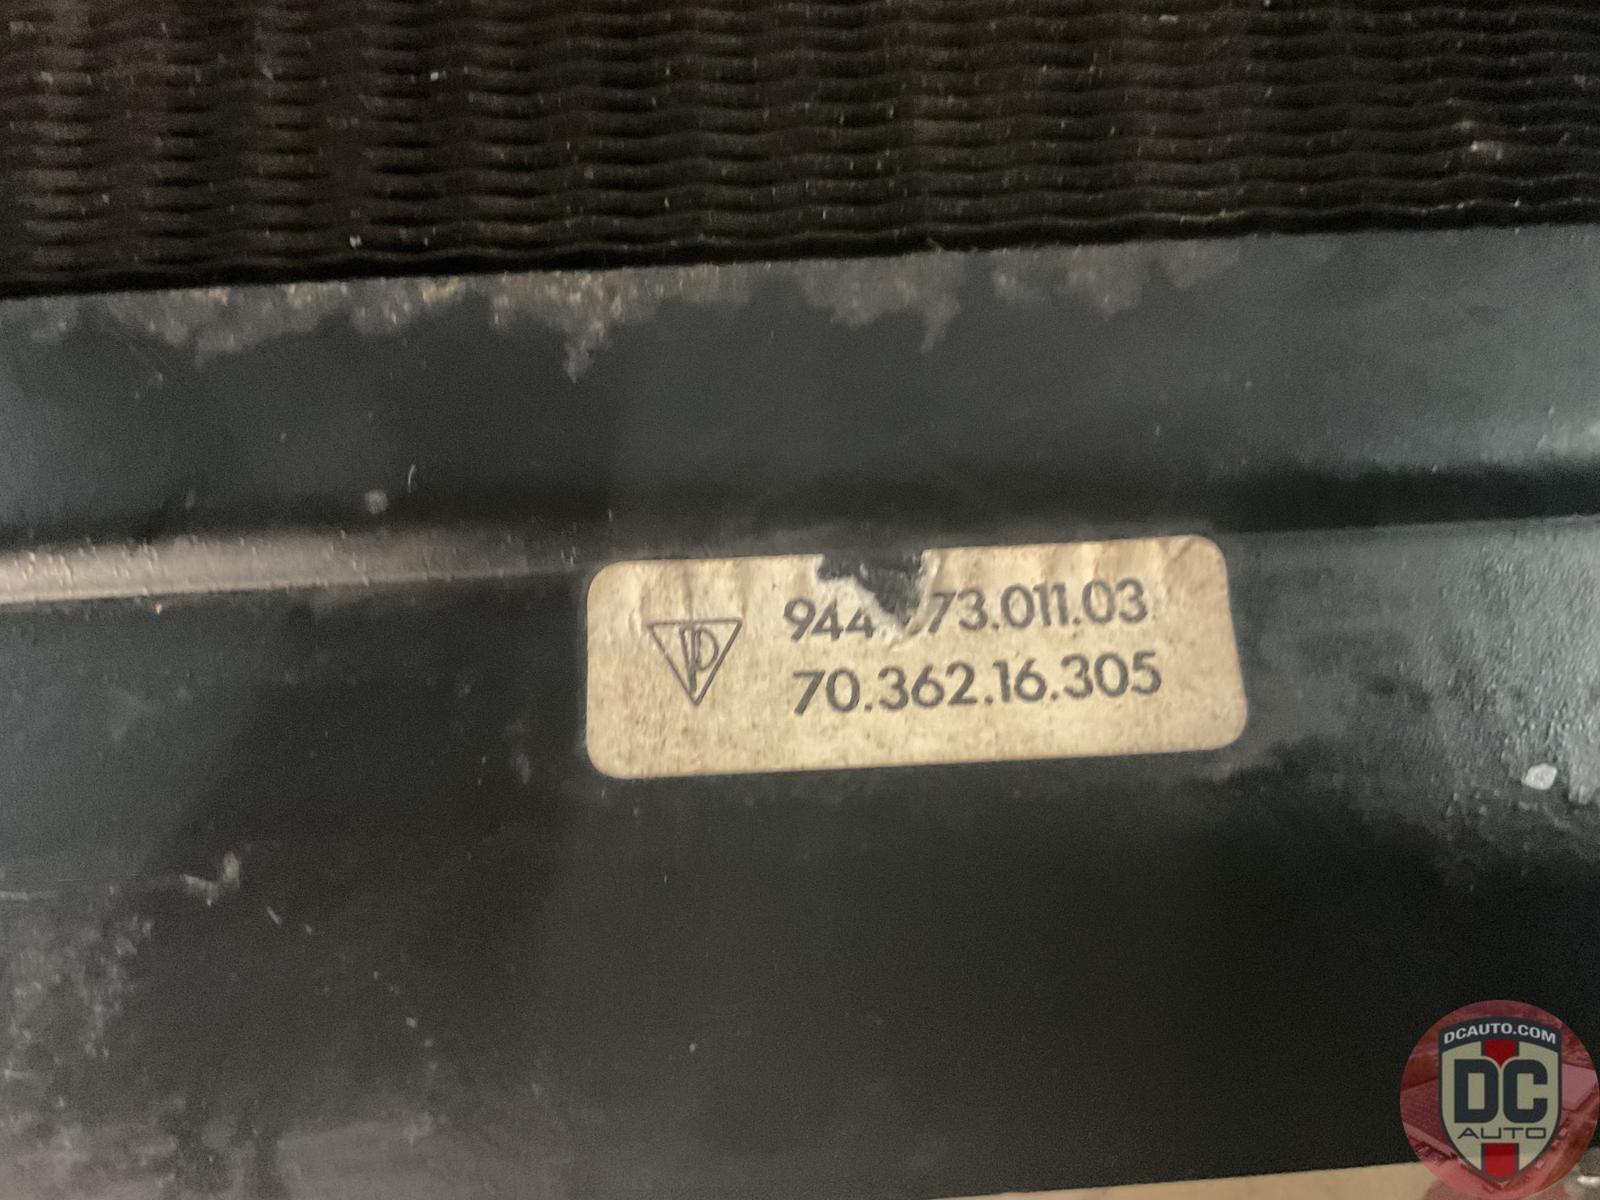 944. 73.011.03
70.362.16.305
DCAUTO.COM
DC
AUTO